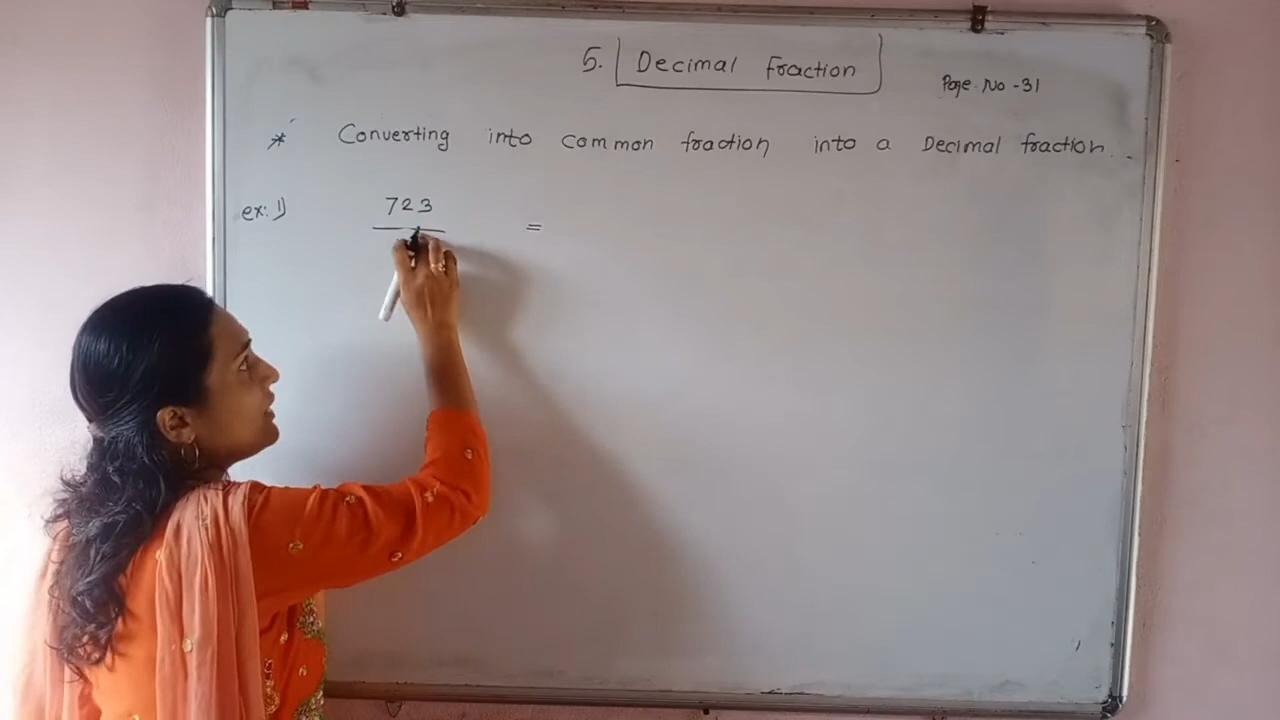 5. Decimal fraction
Page. No -31
* Converting into common fraction into a Decimal fraction..
ex: 1) 723 =